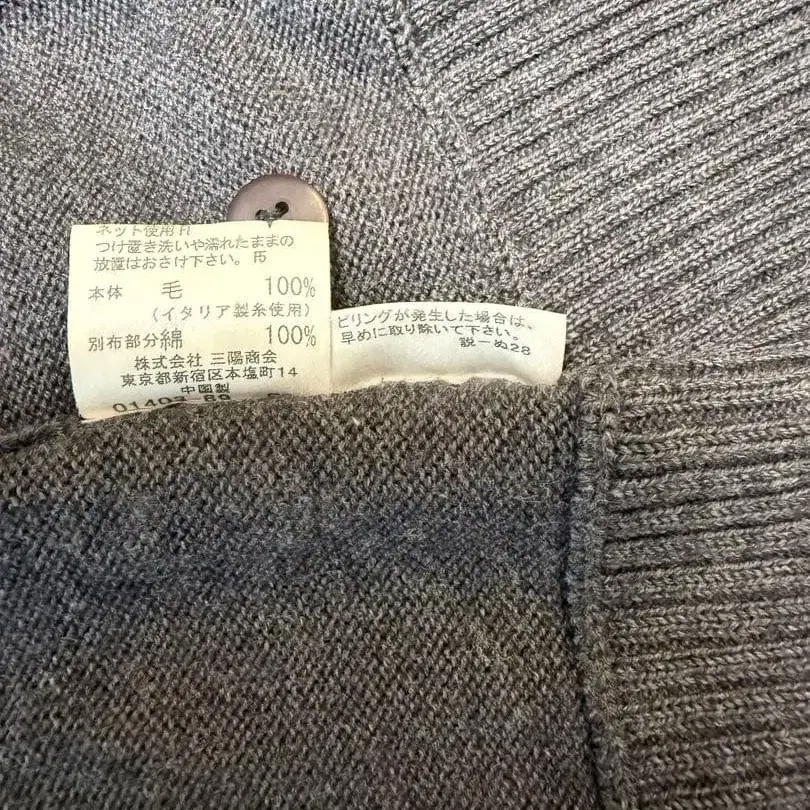 ネット使用
つけ置き洗いや濡れたままの
放置はおさけ下さい。
本体 毛 100%
(イタリア製糸使用)
別布部分綿 100%
株式会社 三陽商会
東京都新宿区本塩町14
中国製
ピリングが発生した場合は、
早めに取り除いて下さい。
説ーぬ28